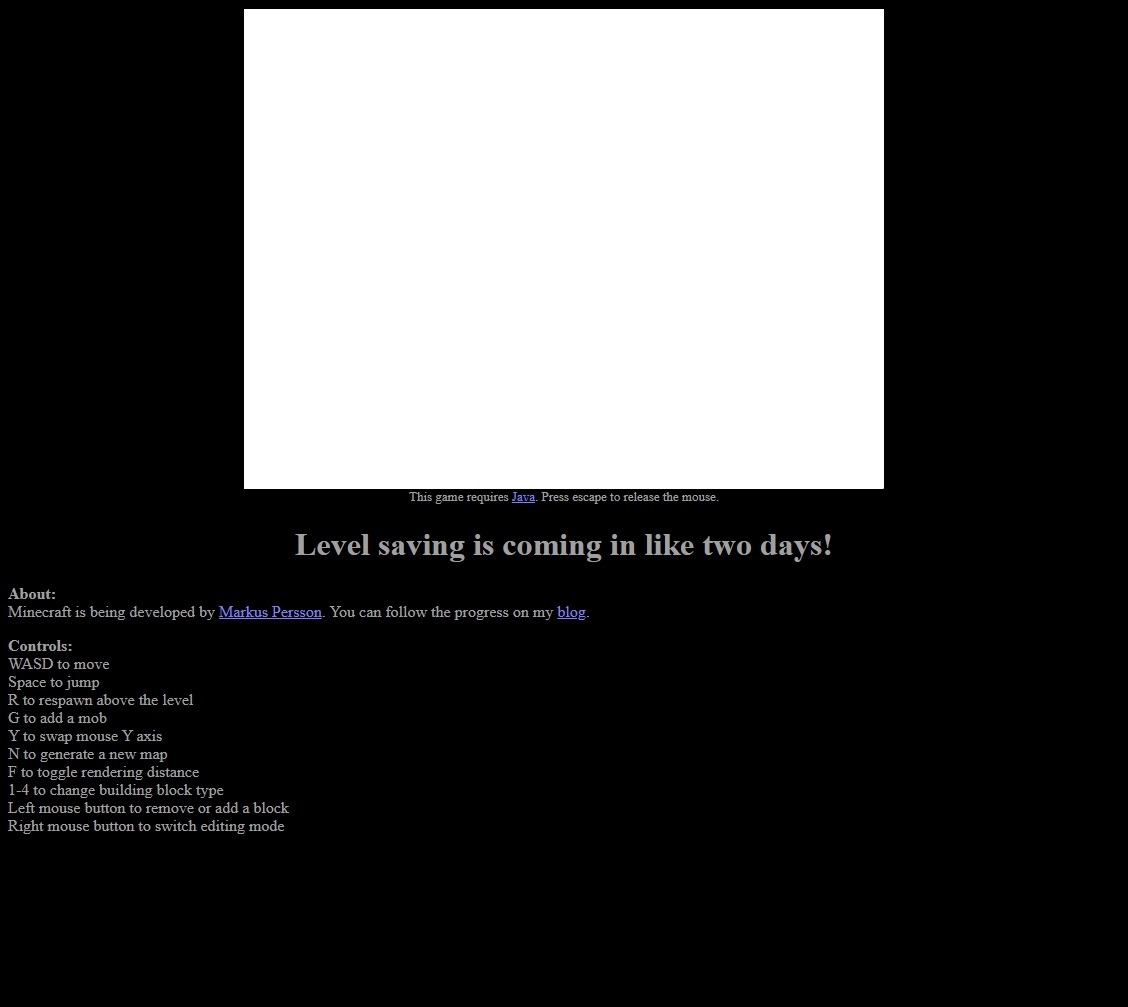 This game requires Java. Press escape to release the mouse.
Level saving is coming in like two days!
About:
Minecraft is being developed by Markus Persson. You can follow the progress on my blog.
Controls:
WASD to move
Space to jump
R to respawn above the level
G to add a mob
Y to swap mouse Y axis
N to generate a new map
F to toggle rendering distance
1-4 to change building block type
Left mouse button to remove or add a block
Right mouse button to switch editing mode